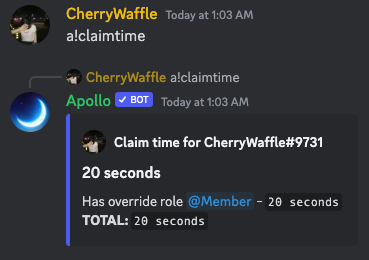 CherryWaffle Today at 1:03 AM
a!claimtime
CherryWaffle a!claimtime
Apollo ✓ BOT Today at 1:03 AM
Claim time for CherryWaffle#9731
20 seconds
Has override role @Member - 20 seconds
TOTAL: 20 seconds